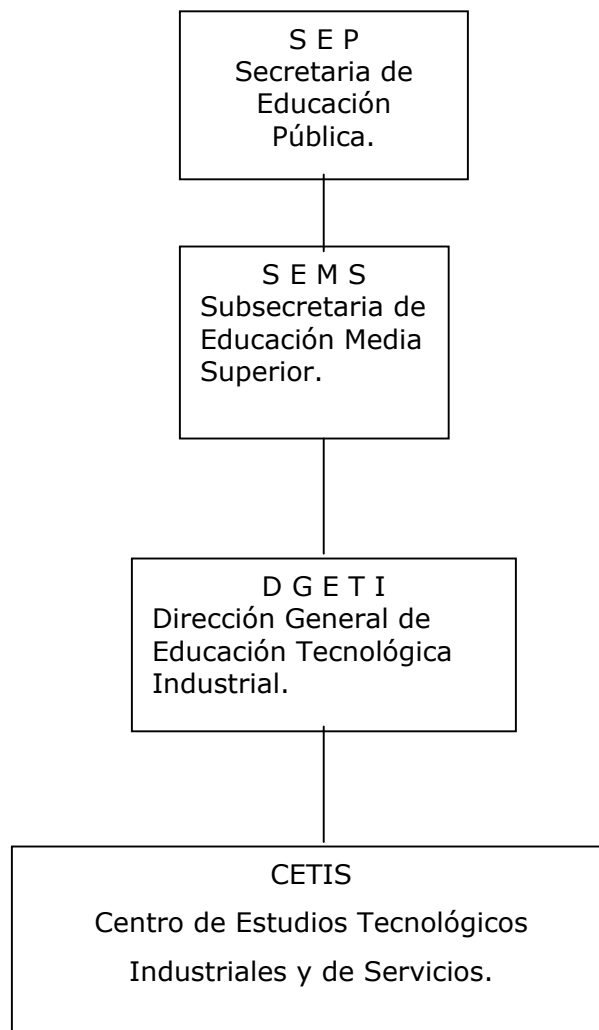 S E P
Secretaria de
Educación
Pública.
S E M S
Subsecretaria de
Educación Media
Superior.
D G E T I
Dirección General de
Educación Tecnológica
Industrial.
CETIS
Centro de Estudios Tecnológicos
Industriales y de Servicios.